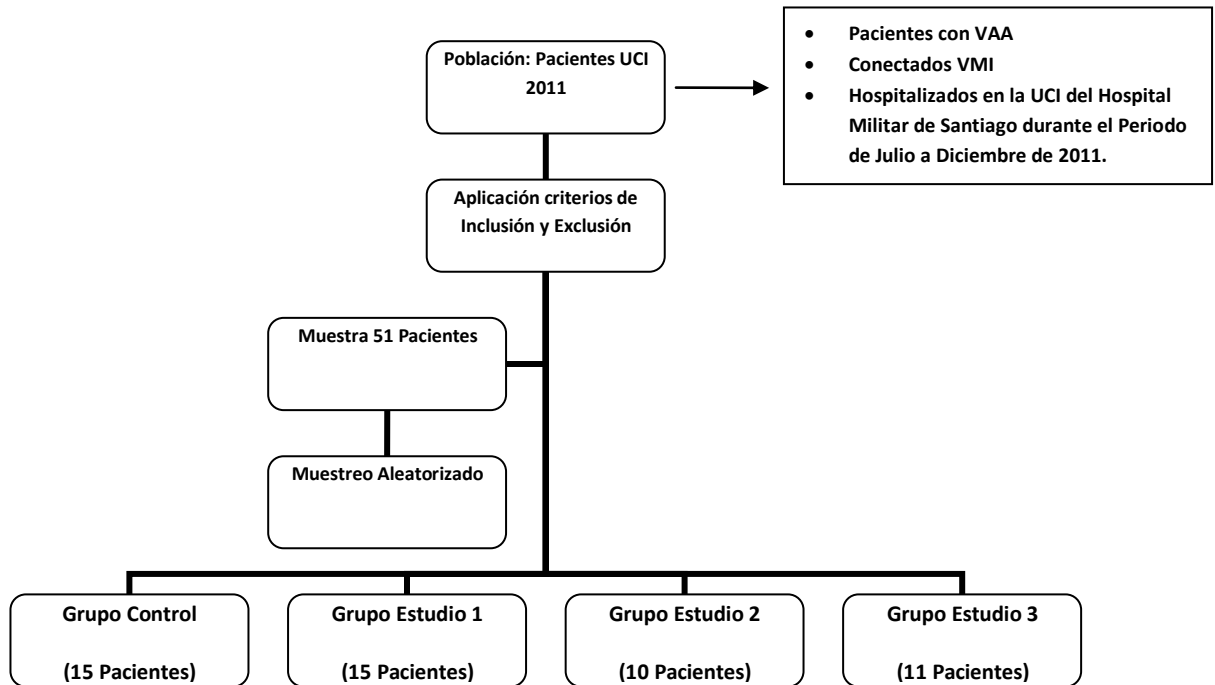 Población: Pacientes UCI
2011
• Pacientes con VAA
• Conectados VMI
• Hospitalizados en la UCI del Hospital
Militar de Santiago durante el Periodo
de Julio a Diciembre de 2011.
Aplicación criterios de
Inclusión y Exclusión
Muestra 51 Pacientes
Muestreo Aleatorizado
Grupo Control
(15 Pacientes)
Grupo Estudio 1
(15 Pacientes)
Grupo Estudio 2
(10 Pacientes)
Grupo Estudio 3
(11 Pacientes)